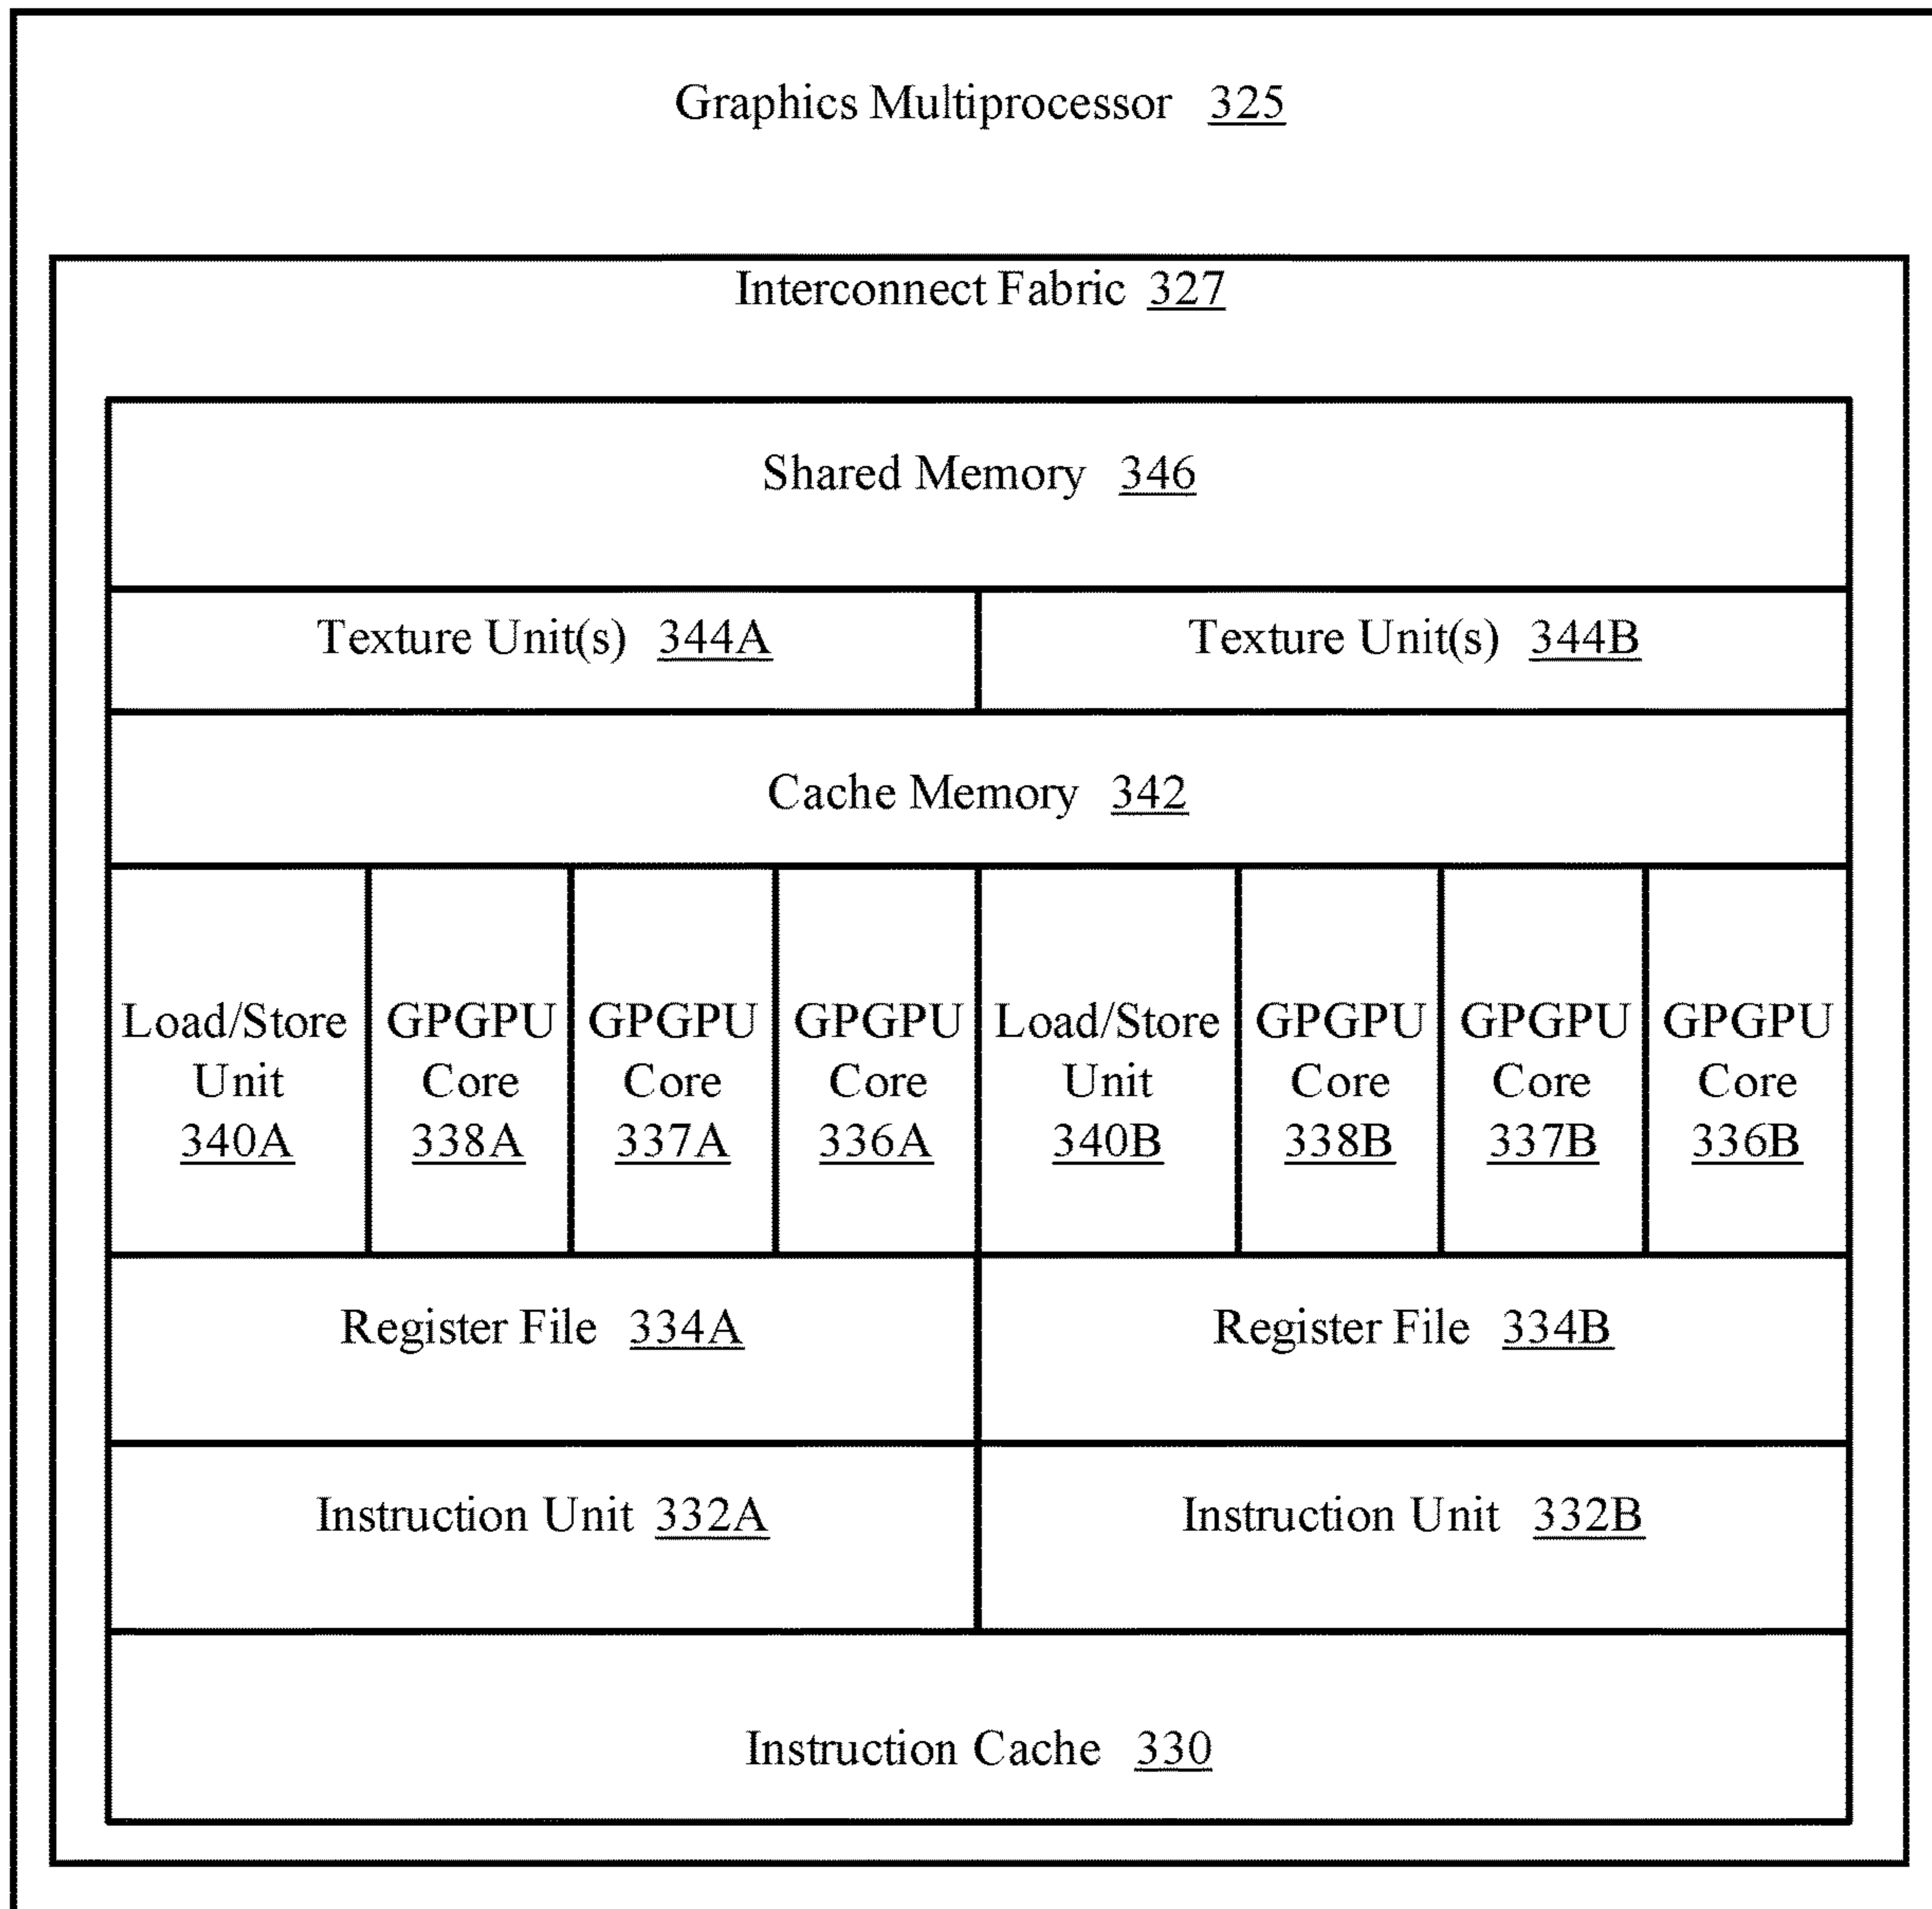 Graphics Multiprocessor 325
Interconnect Fabric 327
Shared Memory 346
Texture Unit(s) 344A
Texture Unit(s) 344B
Cache Memory 342
Load/Store
Unit
340A
GPGPU
Core
338A
GPGPU
Core
337A
GPGPU
Core
336A
Load/Store
Unit
340B
GPGPU
Core
338B
GPGPU
Core
337B
GPGPU
Core
336B
Register File 334A
Register File 334B
Instruction Unit 332A
Instruction Unit 332B
Instruction Cache 330